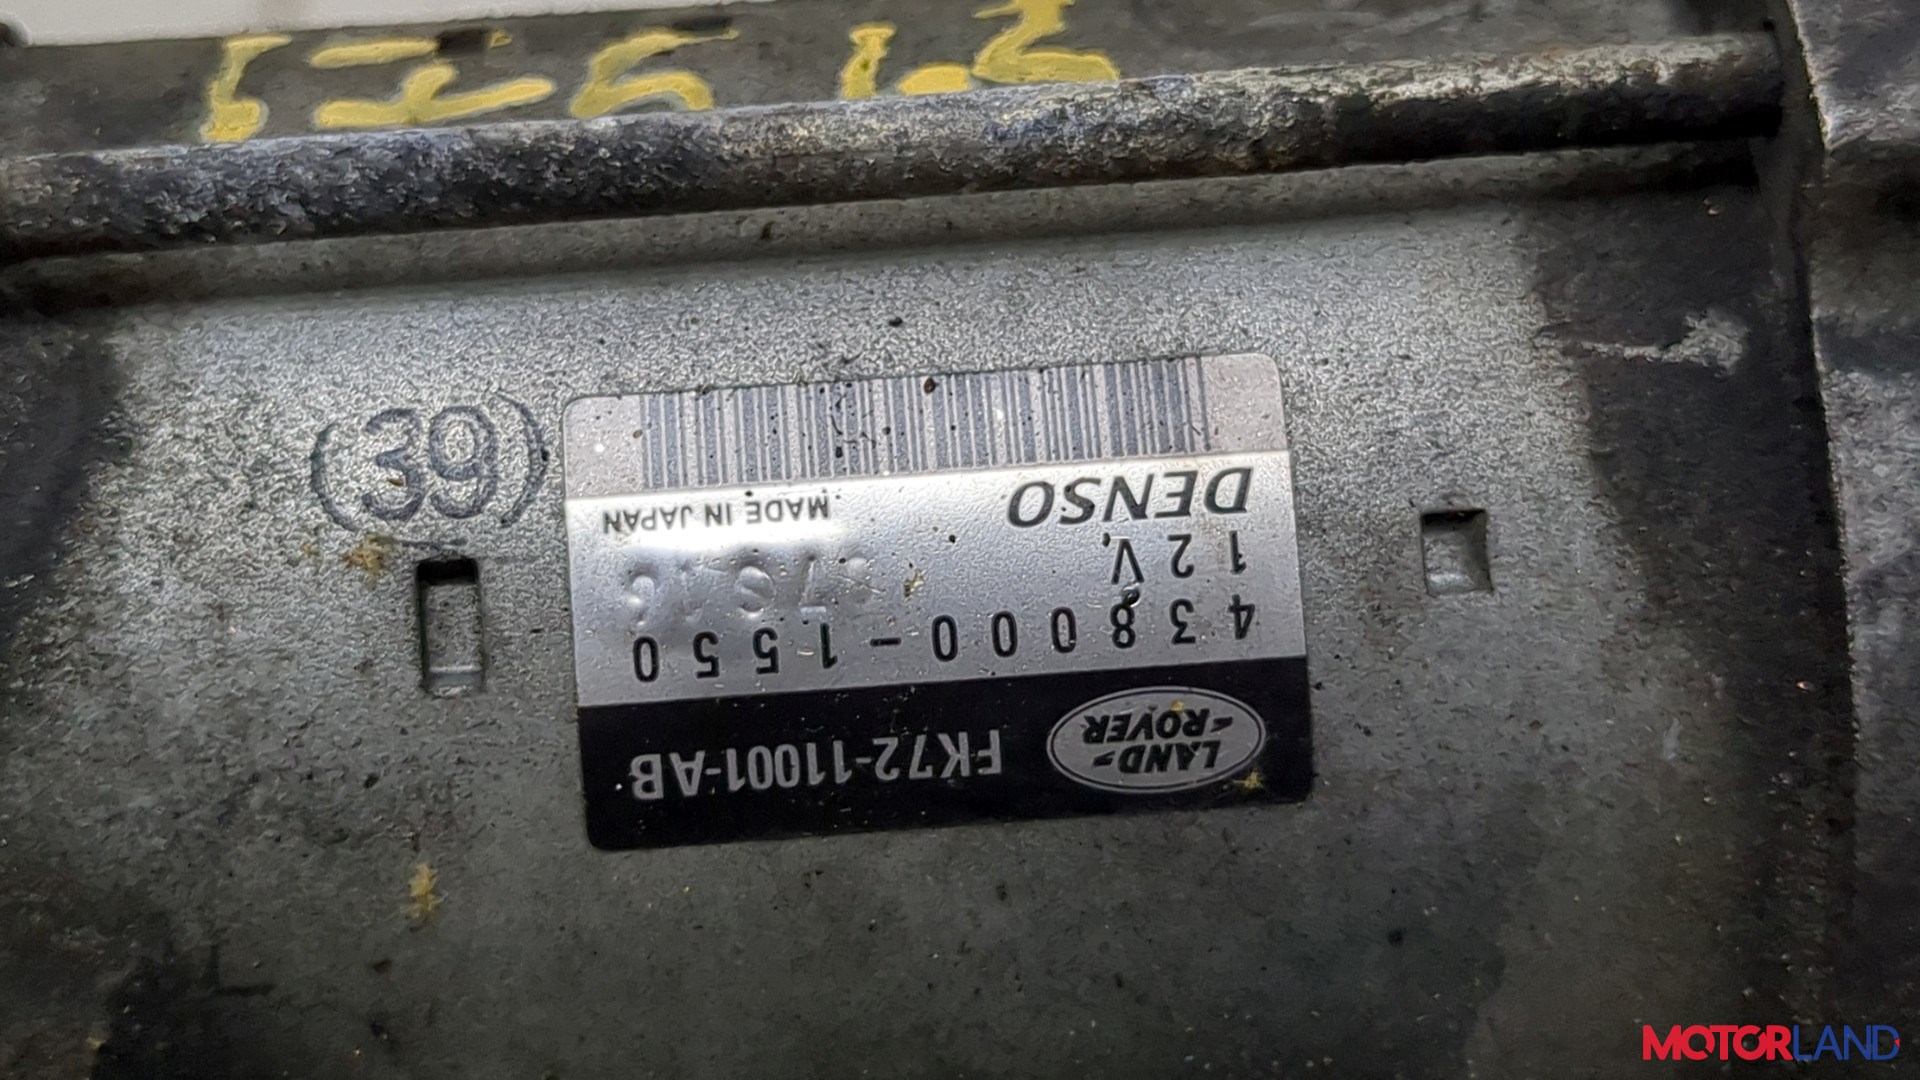 LAND-
-ROVER-
FK72-11001-AB
438000-1550
12V,
DENSO
MADE IN JAPAN
(39)
MOTORLAND